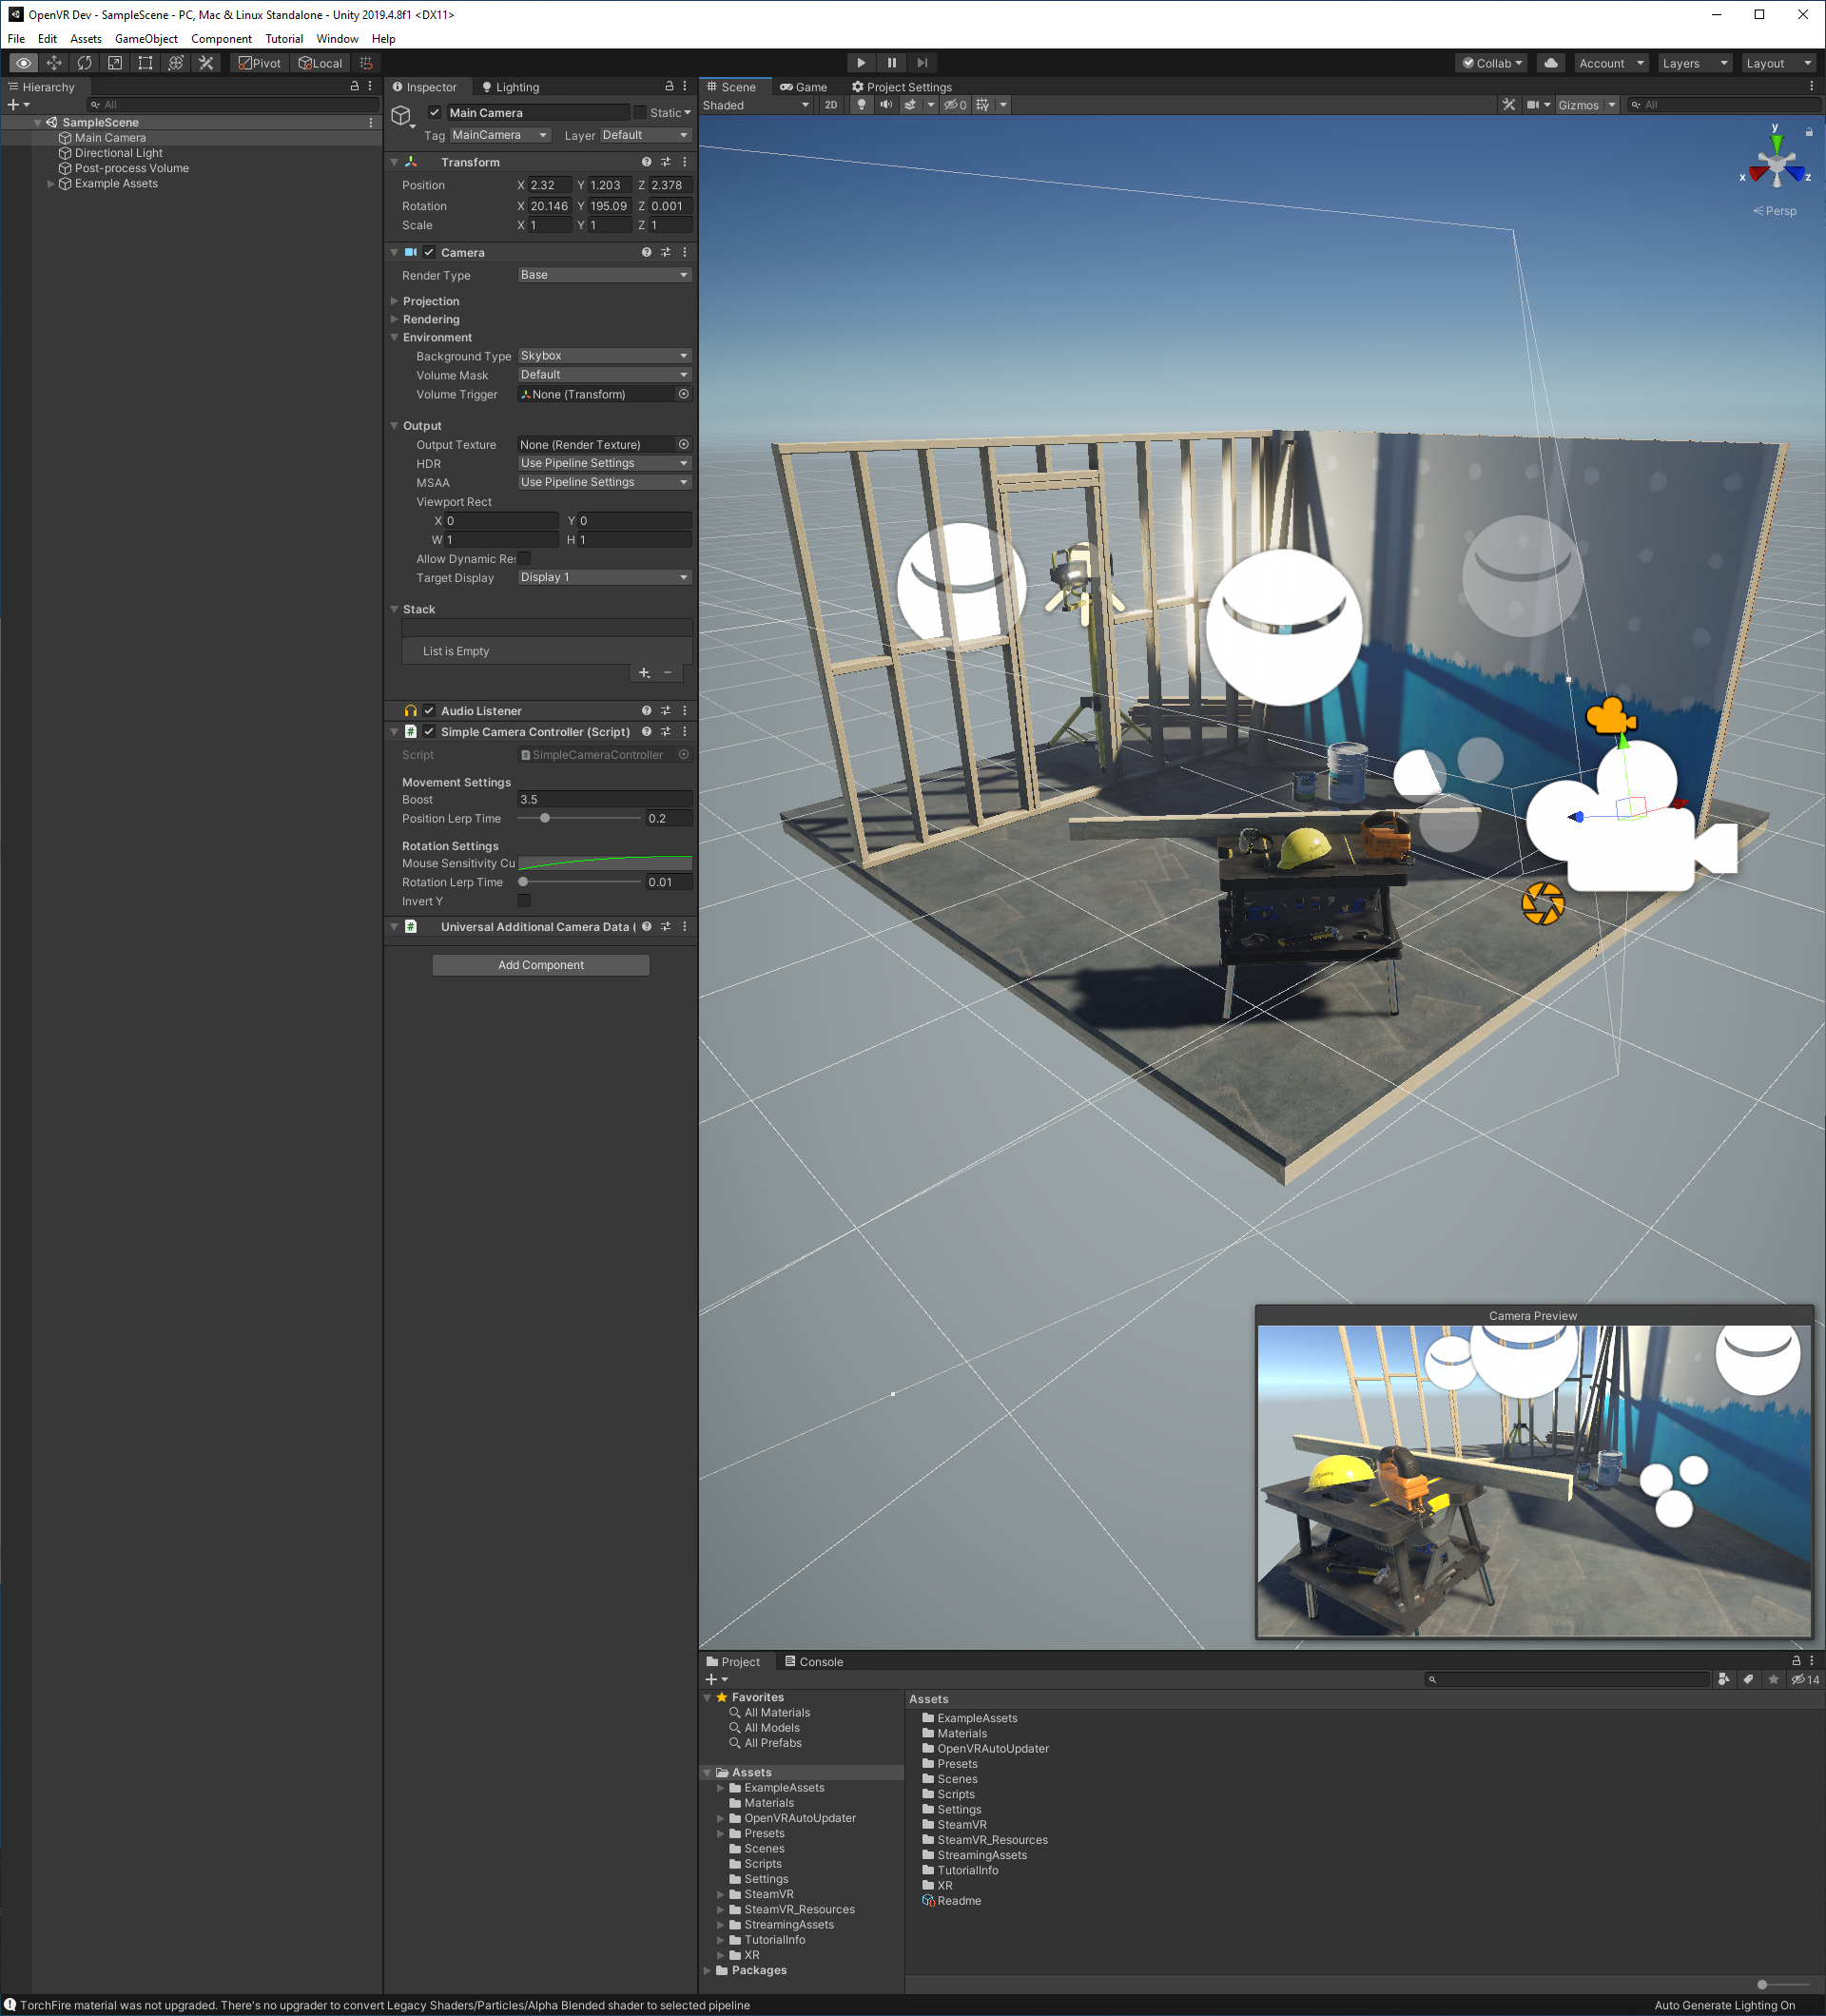 OpenVR Dev - SampleScene - PC, Mac & Linux Standalone - Unity 2019.4.8f1 <DX11>
File Edit Assets GameObject Component Tutorial Window Help
Pivot Local Collab Account Layers Layout
Hierarchy
All
SampleScene
Main Camera
Directional Light
Post-process Volume
Example Assets
Inspector Lighting
Main Camera Static
Tag MainCamera Layer Default
Transform
Position X 2.32 Y 1.203 Z 2.378
Rotation X 20.146 Y 195.09 Z 0.001
Scale X 1 Y 1 Z 1
Camera
Render Type Base
Projection
Rendering
Environment
Background Type Skybox
Volume Mask Default
Volume Trigger None (Transform)
Output
Output Texture None (Render Texture)
HDR Use Pipeline Settings
MSAA Use Pipeline Settings
Viewport Rect
X 0 Y 0
W 1 H 1
Allow Dynamic Re
Target Display Display 1
Stack
List is Empty
Audio Listener
Simple Camera Controller (Script)
Script SimpleCameraController
Movement Settings
Boost 3.5
Position Lerp Time 0.2
Rotation Settings
Mouse Sensitivity Cu
Rotation Lerp Time 0.01
Invert Y
Universal Additional Camera Data (
Add Component
Scene Game Project Settings
Shaded 2D 0 Gizmos All
y
x z
Persp
Camera Preview
Project Console
14
Favorites
All Materials
All Models
All Prefabs
Assets
ExampleAssets
Materials
OpenVRAutoUpdater
Presets
Scenes
Scripts
Settings
SteamVR
SteamVR_Resources
StreamingAssets
TutorialInfo
XR
Packages
Assets
ExampleAssets
Materials
OpenVRAutoUpdater
Presets
Scenes
Scripts
Settings
SteamVR
SteamVR_Resources
StreamingAssets
TutorialInfo
XR
Readme
TorchFire material was not upgraded. There's no upgrader to convert Legacy Shaders/Particles/Alpha Blended shader to selected pipeline
Auto Generate Lighting On